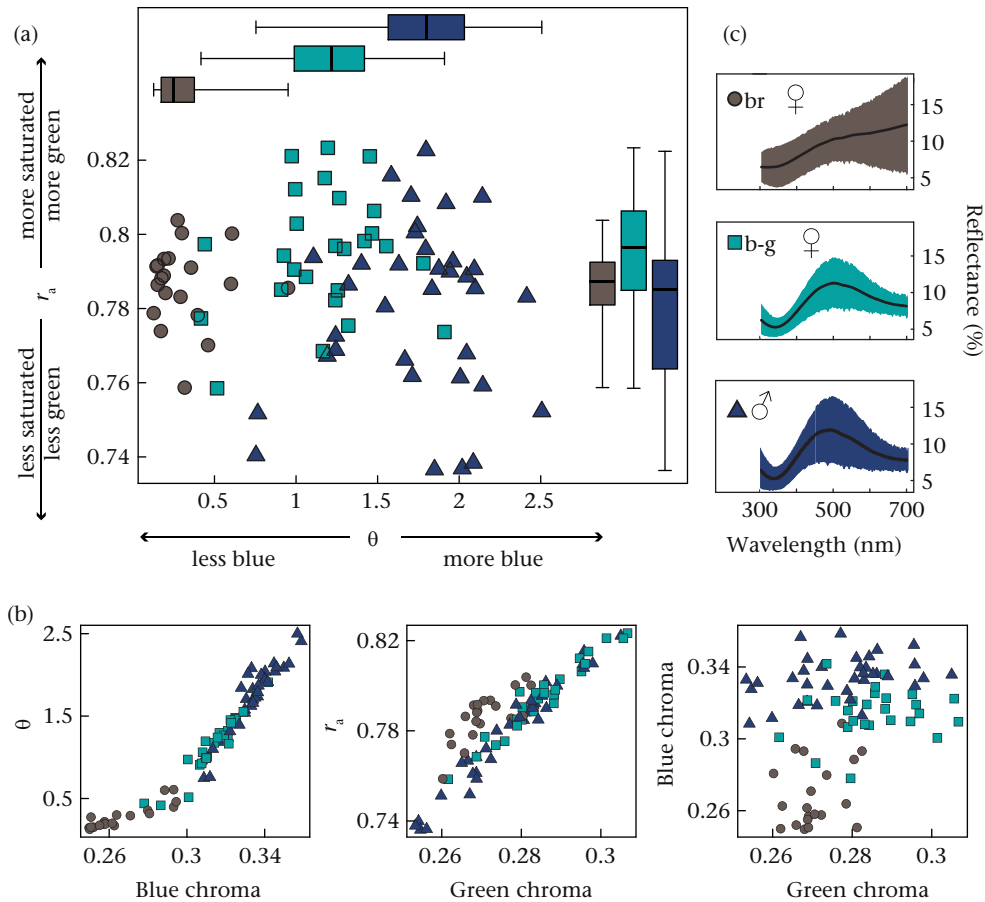 (a)
more saturated
more green
r_a
less saturated
less green
0.82
0.8
0.78
0.76
0.74
0.5 1 1.5 2 2.5
θ
less blue more blue
(c)
br ♀
15
10
5
b-g ♀
15
10
5
♂
15
10
5
Reflectance (%)
300 500 700
Wavelength (nm)
(b)
θ
2.5
1.5
0.5
0.26 0.3 0.34
Blue chroma
r_a
0.82
0.78
0.74
0.26 0.28 0.3
Green chroma
Blue chroma
0.34
0.3
0.26
0.26 0.28 0.3
Green chroma